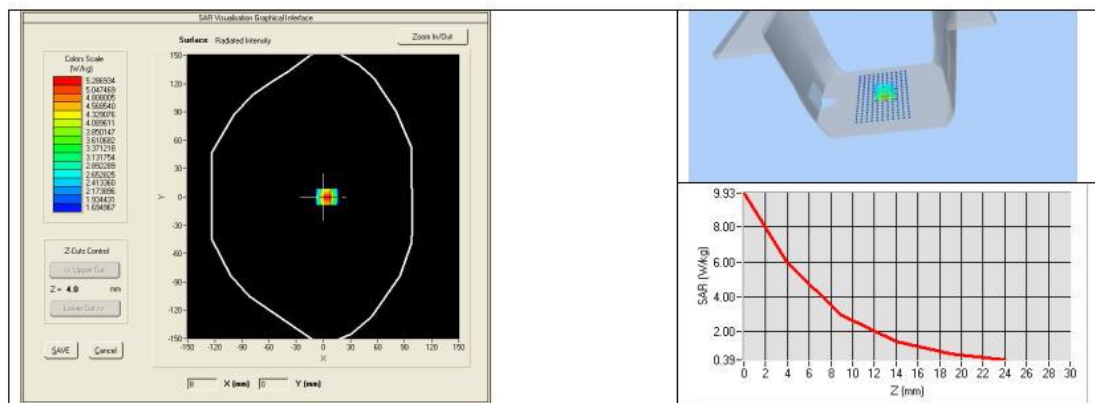 SAR Visualisation Graphical Interface
Surface Radiated Intensity
Zoom In/Out
Colors Scale
(W/kg)
5.286934
5.047469
4.808005
4.568540
4.329076
4.089611
3.850147
3.610682
3.371218
3.131754
2.892289
2.652825
2.413360
2.173896
1.934431
1.694967
150
120
90
60
30
0
-30
-60
-90
-120
-150
Y
-150 -120 -90 -60 -30 0 30 60 90 120 150
X
Z-Cuts Control
<< Upper Cut
Z = 4.0 mm
Lower Cut >>
SAVE Cancel
8 X (mm) 0 Y (mm)
9.93
8.00
6.00
4.00
2.00
0.39
SAR (W/kg)
0 2 4 6 8 10 12 14 16 18 20 22 24 26 28 30
Z (mm)